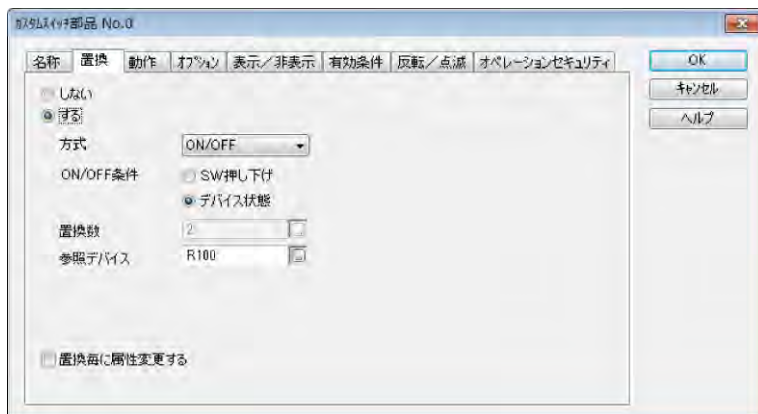 カスタムスイッチ部品 No.0
名称 置換 動作 オプション 表示/非表示 有効条件 反転/点滅 オペレーションセキュリティ
OK
キャンセル
ヘルプ
しない
する
方式 ON/OFF
ON/OFF条件 SW押し下げ
デバイス状態
置換数 2
参照デバイス R100
置換毎に属性変更する